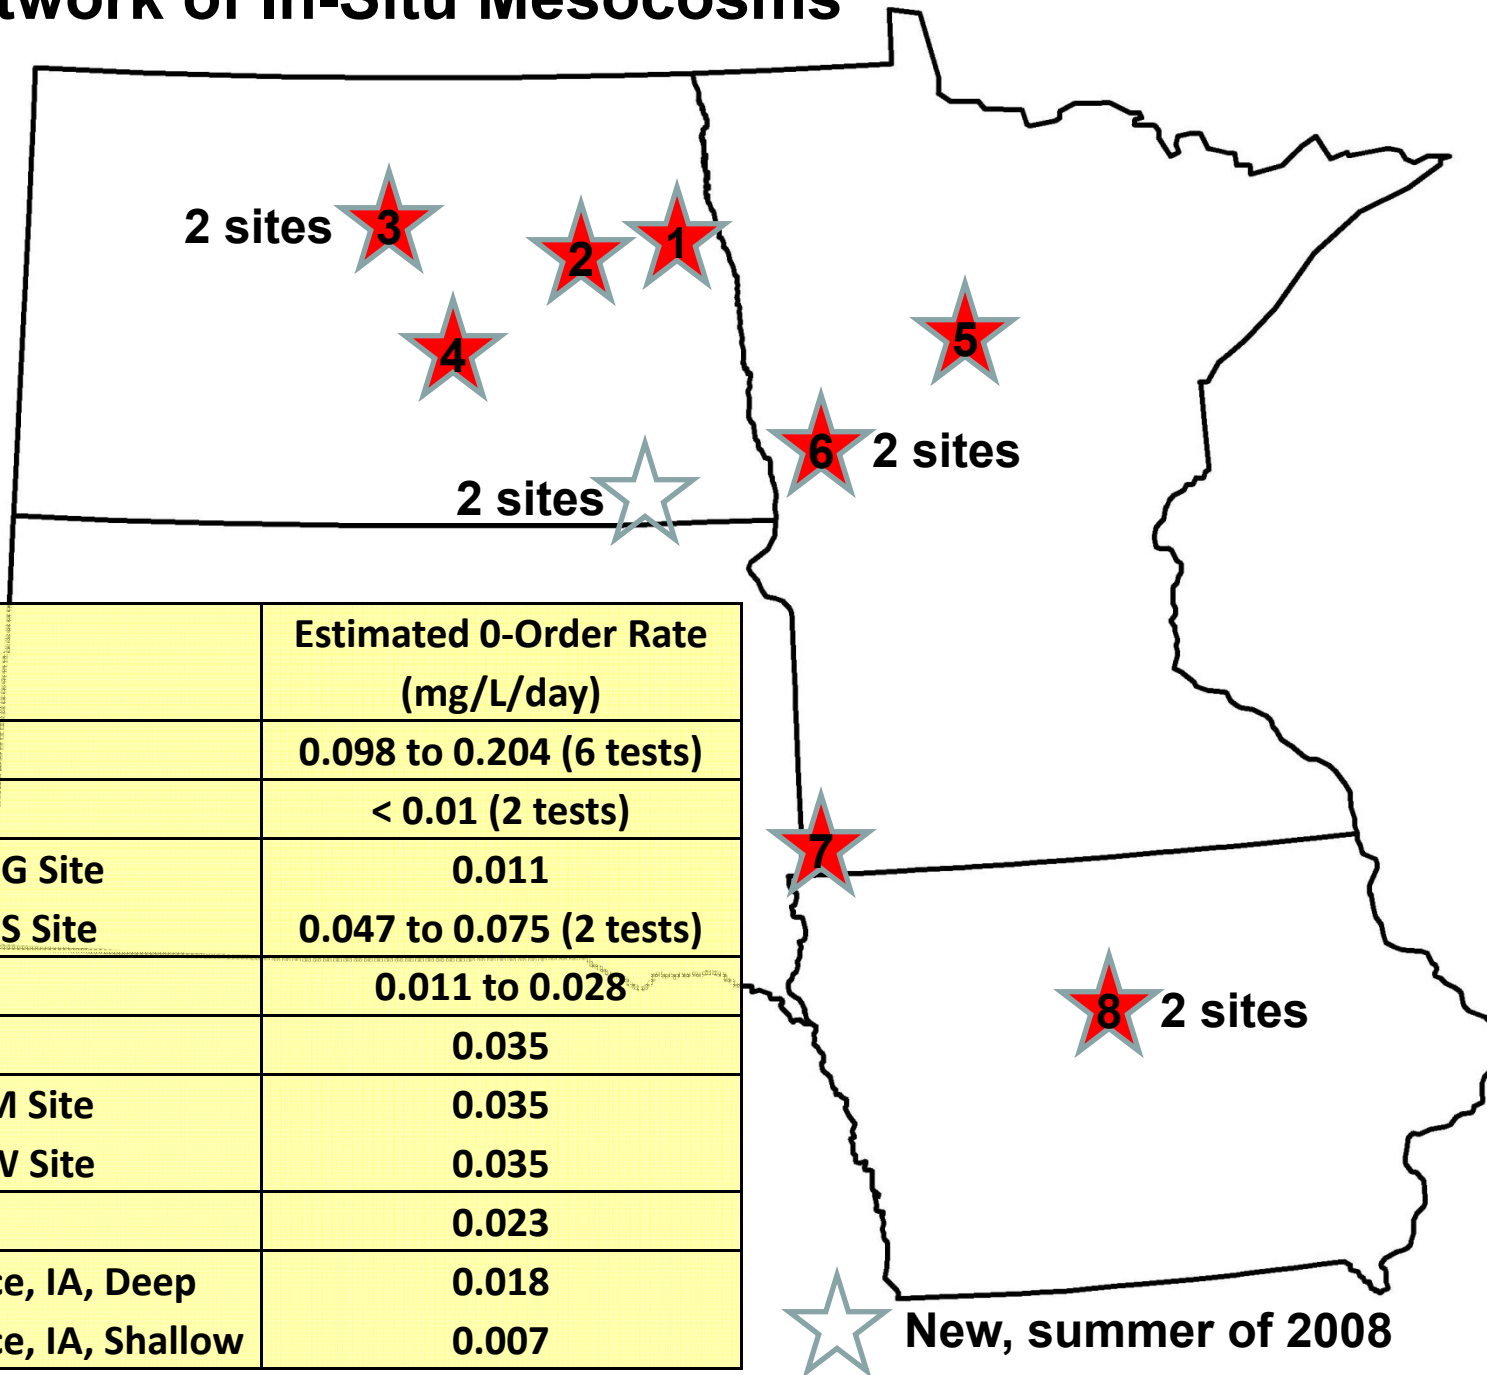 twork of In-Situ Mesocosms
2 sites 3
2
1
4
5
6 2 sites
2 sites
7
8 2 sites
Estimated 0-Order Rate
(mg/L/day)
0.098 to 0.204 (6 tests)
< 0.01 (2 tests)
G Site 0.011
S Site 0.047 to 0.075 (2 tests)
0.011 to 0.028
0.035
M Site 0.035
W Site 0.035
0.023
ce, IA, Deep 0.018
ce, IA, Shallow 0.007
New, summer of 2008